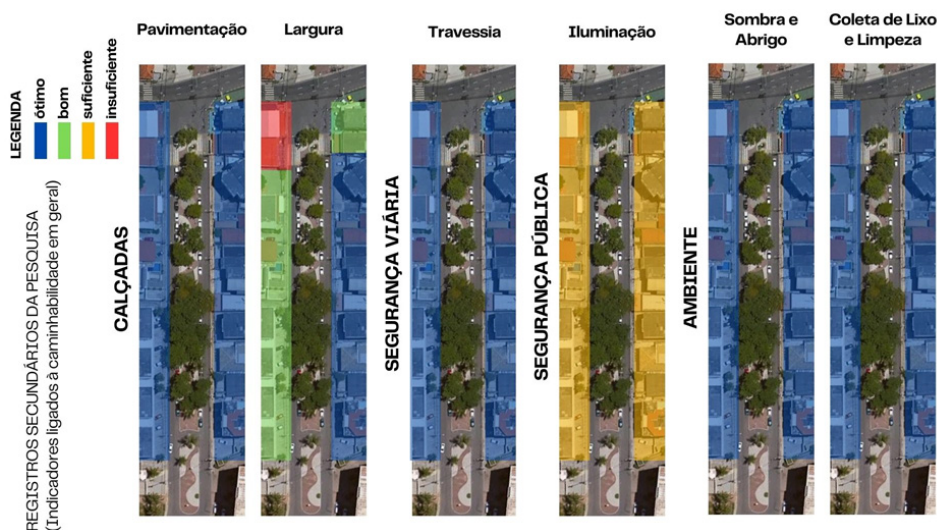 REGISTROS SECUNDÁRIOS DA PESQUISA
(Indicadores ligados à caminhabilidade em geral)
LEGENDA
ótimo
bom
suficiente
insuficiente
CALÇADAS
Pavimentação
Largura
SEGURANÇA VIÁRIA
Travessia
SEGURANÇA PÚBLICA
Iluminação
AMBIENTE
Sombra e
Abrigo
Coleta de Lixo
e Limpeza